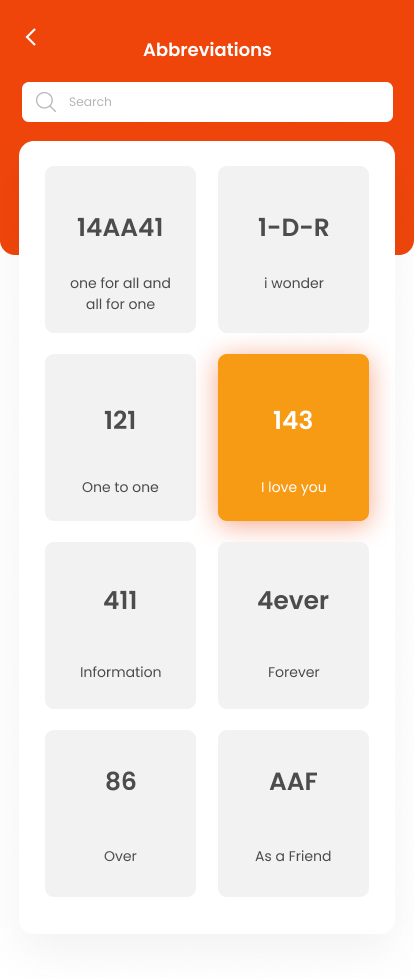 Abbreviations
Search
14AA41
one for all and
all for one
1-D-R
i wonder
121
One to one
143
I love you
411
Information
4ever
Forever
86
Over
AAF
As a Friend